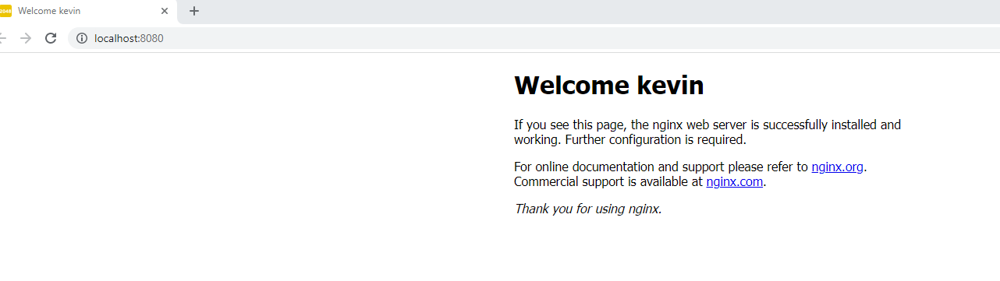 2048
Welcome kevin
localhost:8080
Welcome kevin
If you see this page, the nginx web server is successfully installed and
working. Further configuration is required.
For online documentation and support please refer to nginx.org.
Commercial support is available at nginx.com.
Thank you for using nginx.